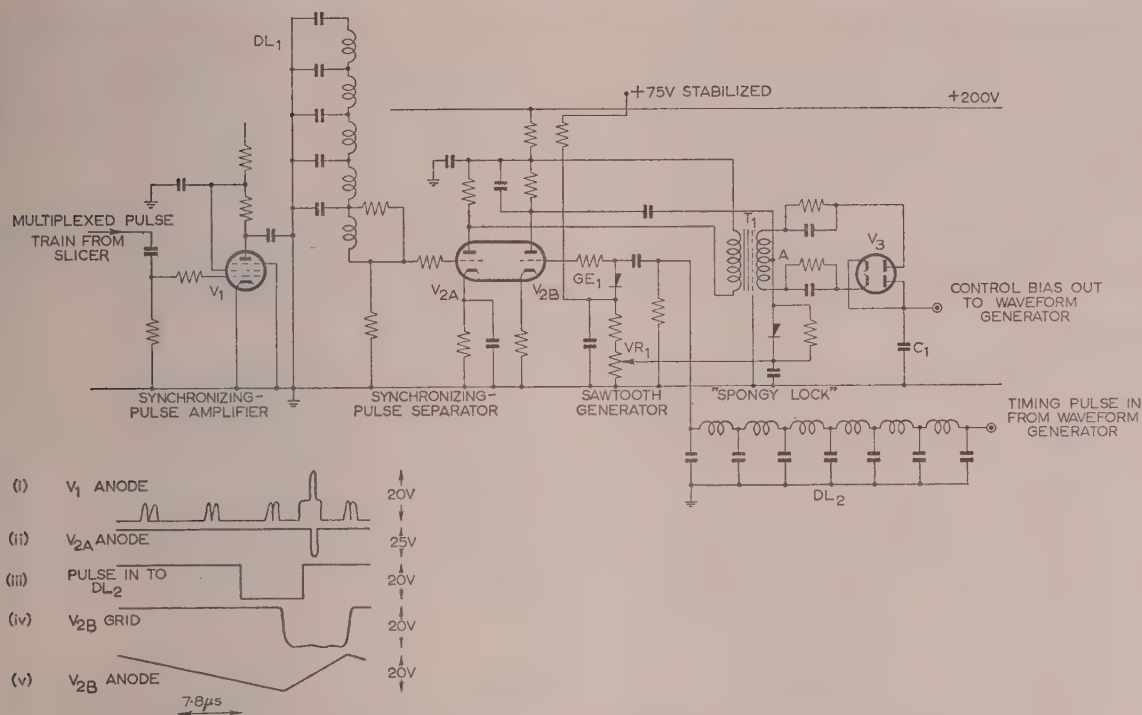 DL1
+75V STABILIZED
+200V
MULTIPLEXED PULSE
TRAIN FROM
SLICER
V1
V2A
V2B
GE1
VR1
T1
A
V3
CONTROL BIAS OUT
TO WAVEFORM
GENERATOR
C1
SYNCHRONIZING-
PULSE AMPLIFIER
SYNCHRONIZING-
PULSE SEPARATOR
SAWTOOTH
GENERATOR
"SPONGY LOCK"
TIMING PULSE IN
FROM WAVEFORM
GENERATOR
DL2
(i) V1 ANODE 20V
(ii) V2A ANODE 25V
(iii) PULSE IN TO DL2 20V
(iv) V2B GRID 20V
(v) V2B ANODE 20V
7·8μs